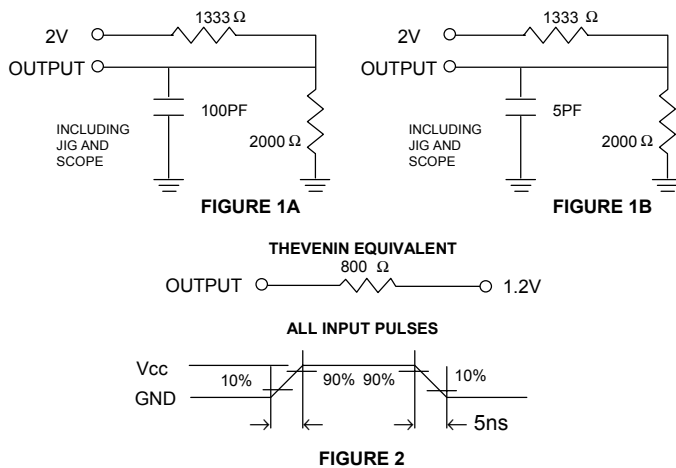 1333 Ω
2V
OUTPUT
100PF
INCLUDING
JIG AND
SCOPE
2000 Ω
FIGURE 1A
1333 Ω
2V
OUTPUT
5PF
INCLUDING
JIG AND
SCOPE
2000 Ω
FIGURE 1B
THEVENIN EQUIVALENT
800 Ω
OUTPUT 1.2V
ALL INPUT PULSES
Vcc
10% 90% 90% 10%
GND
5ns
FIGURE 2